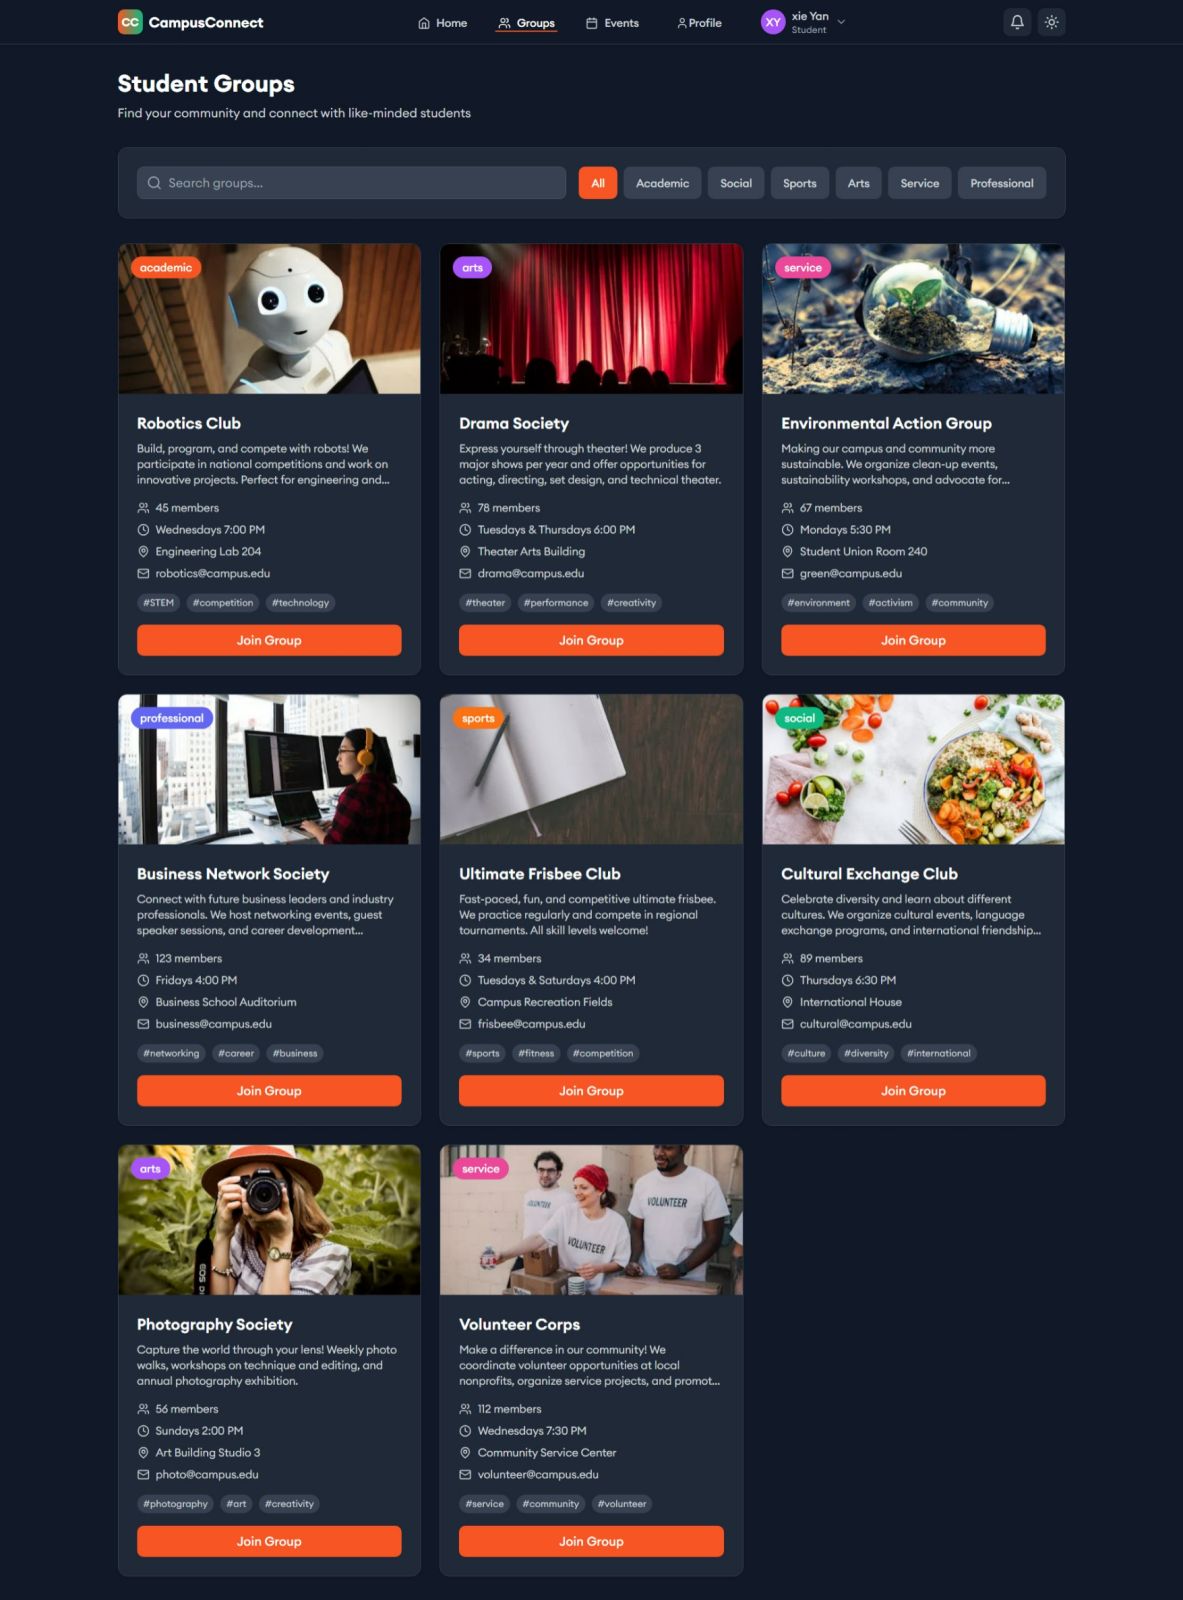 CC CampusConnect
Home
Groups
Events
Profile
XY
xie Yan
Student
Student Groups
Find your community and connect with like-minded students
Search groups...
All
Academic
Social
Sports
Arts
Service
Professional
academic
Robotics Club
Build, program, and compete with robots! We
participate in national competitions and work on
innovative projects. Perfect for engineering and...
45 members
Wednesdays 7:00 PM
Engineering Lab 204
robotics@campus.edu
#STEM #competition #technology
Join Group
arts
Drama Society
Express yourself through theater! We produce 3
major shows per year and offer opportunities for
acting, directing, set design, and technical theater.
78 members
Tuesdays & Thursdays 6:00 PM
Theater Arts Building
drama@campus.edu
#theater #performance #creativity
Join Group
service
Environmental Action Group
Making our campus and community more
sustainable. We organize clean-up events,
sustainability workshops, and advocate for...
67 members
Mondays 5:30 PM
Student Union Room 240
green@campus.edu
#environment #activism #community
Join Group
professional
Business Network Society
Connect with future business leaders and industry
professionals. We host networking events, guest
speaker sessions, and career development...
123 members
Fridays 4:00 PM
Business School Auditorium
business@campus.edu
#networking #career #business
Join Group
sports
Ultimate Frisbee Club
Fast-paced, fun, and competitive ultimate frisbee.
We practice regularly and compete in regional
tournaments. All skill levels welcome!
34 members
Tuesdays & Saturdays 4:00 PM
Campus Recreation Fields
frisbee@campus.edu
#sports #fitness #competition
Join Group
social
Cultural Exchange Club
Celebrate diversity and learn about different
cultures. We organize cultural events, language
exchange programs, and international friendship...
89 members
Thursdays 6:30 PM
International House
cultural@campus.edu
#culture #diversity #international
Join Group
arts
EOS
Photography Society
Capture the world through your lens! Weekly photo
walks, workshops on technique and editing, and
annual photography exhibition.
56 members
Sundays 2:00 PM
Art Building Studio 3
photo@campus.edu
#photography #art #creativity
Join Group
service
VOLUNTEER
VOLUNTEER
VOLUNTEER
Volunteer Corps
Make a difference in our community! We
coordinate volunteer opportunities at local
nonprofits, organize service projects, and promot...
112 members
Wednesdays 7:30 PM
Community Service Center
volunteer@campus.edu
#service #community #volunteer
Join Group